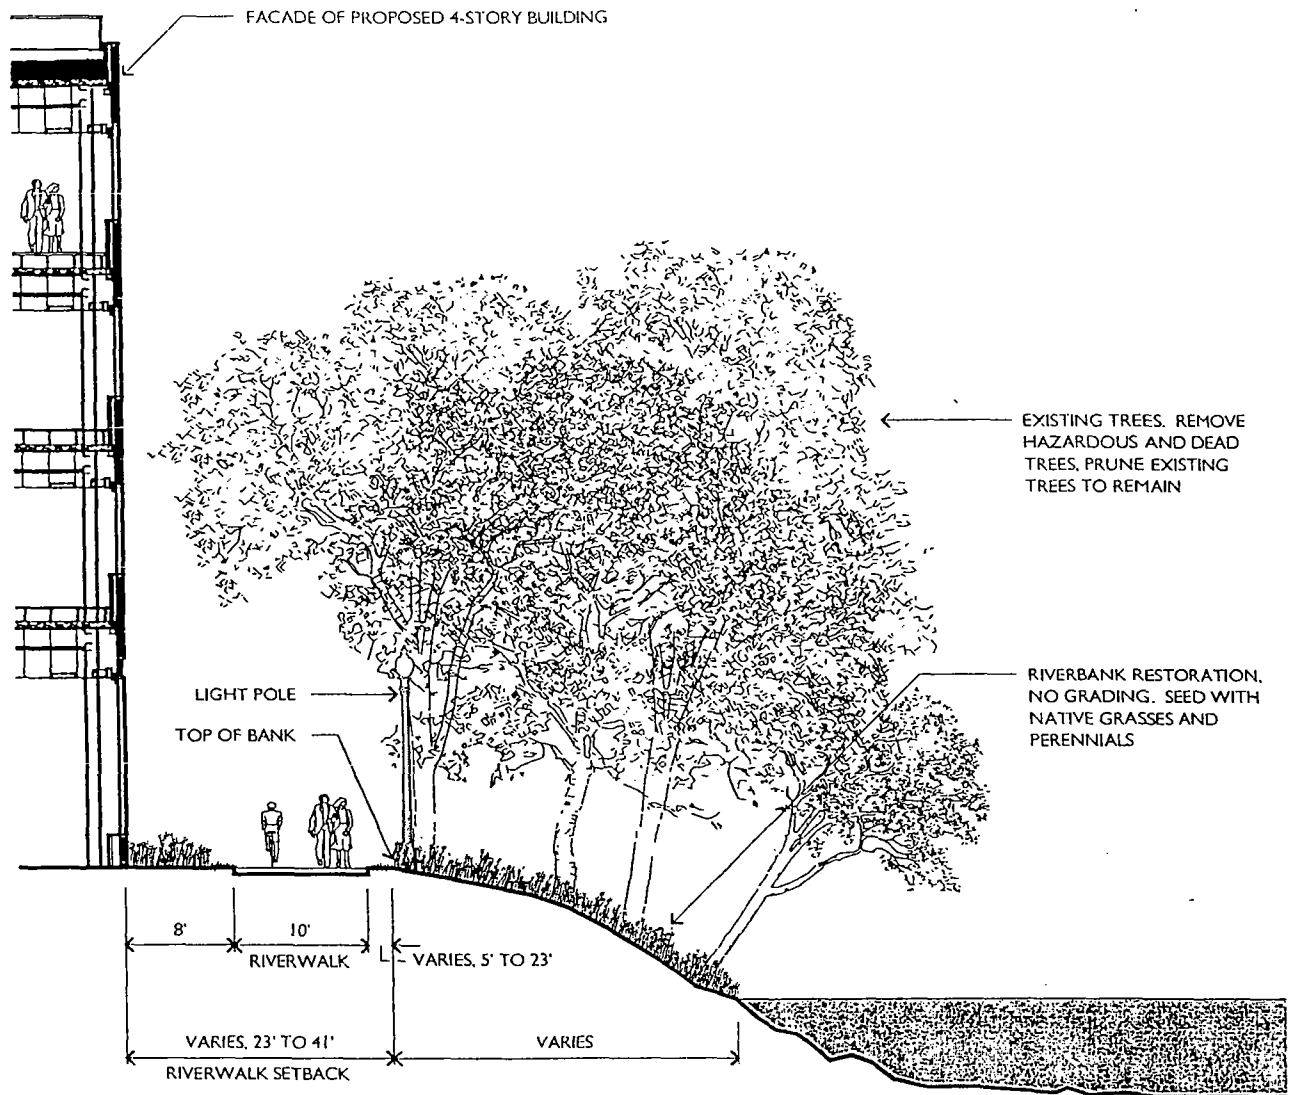 FACADE OF PROPOSED 4-STORY BUILDING
EXISTING TREES. REMOVE
HAZARDOUS AND DEAD
TREES, PRUNE EXISTING
TREES TO REMAIN
RIVERBANK RESTORATION,
NO GRADING. SEED WITH
NATIVE GRASSES AND
PERENNIALS
LIGHT POLE
TOP OF BANK
8'
10'
RIVERWALK
VARIES, 5' TO 23'
VARIES, 23' TO 41'
RIVERWALK SETBACK
VARIES